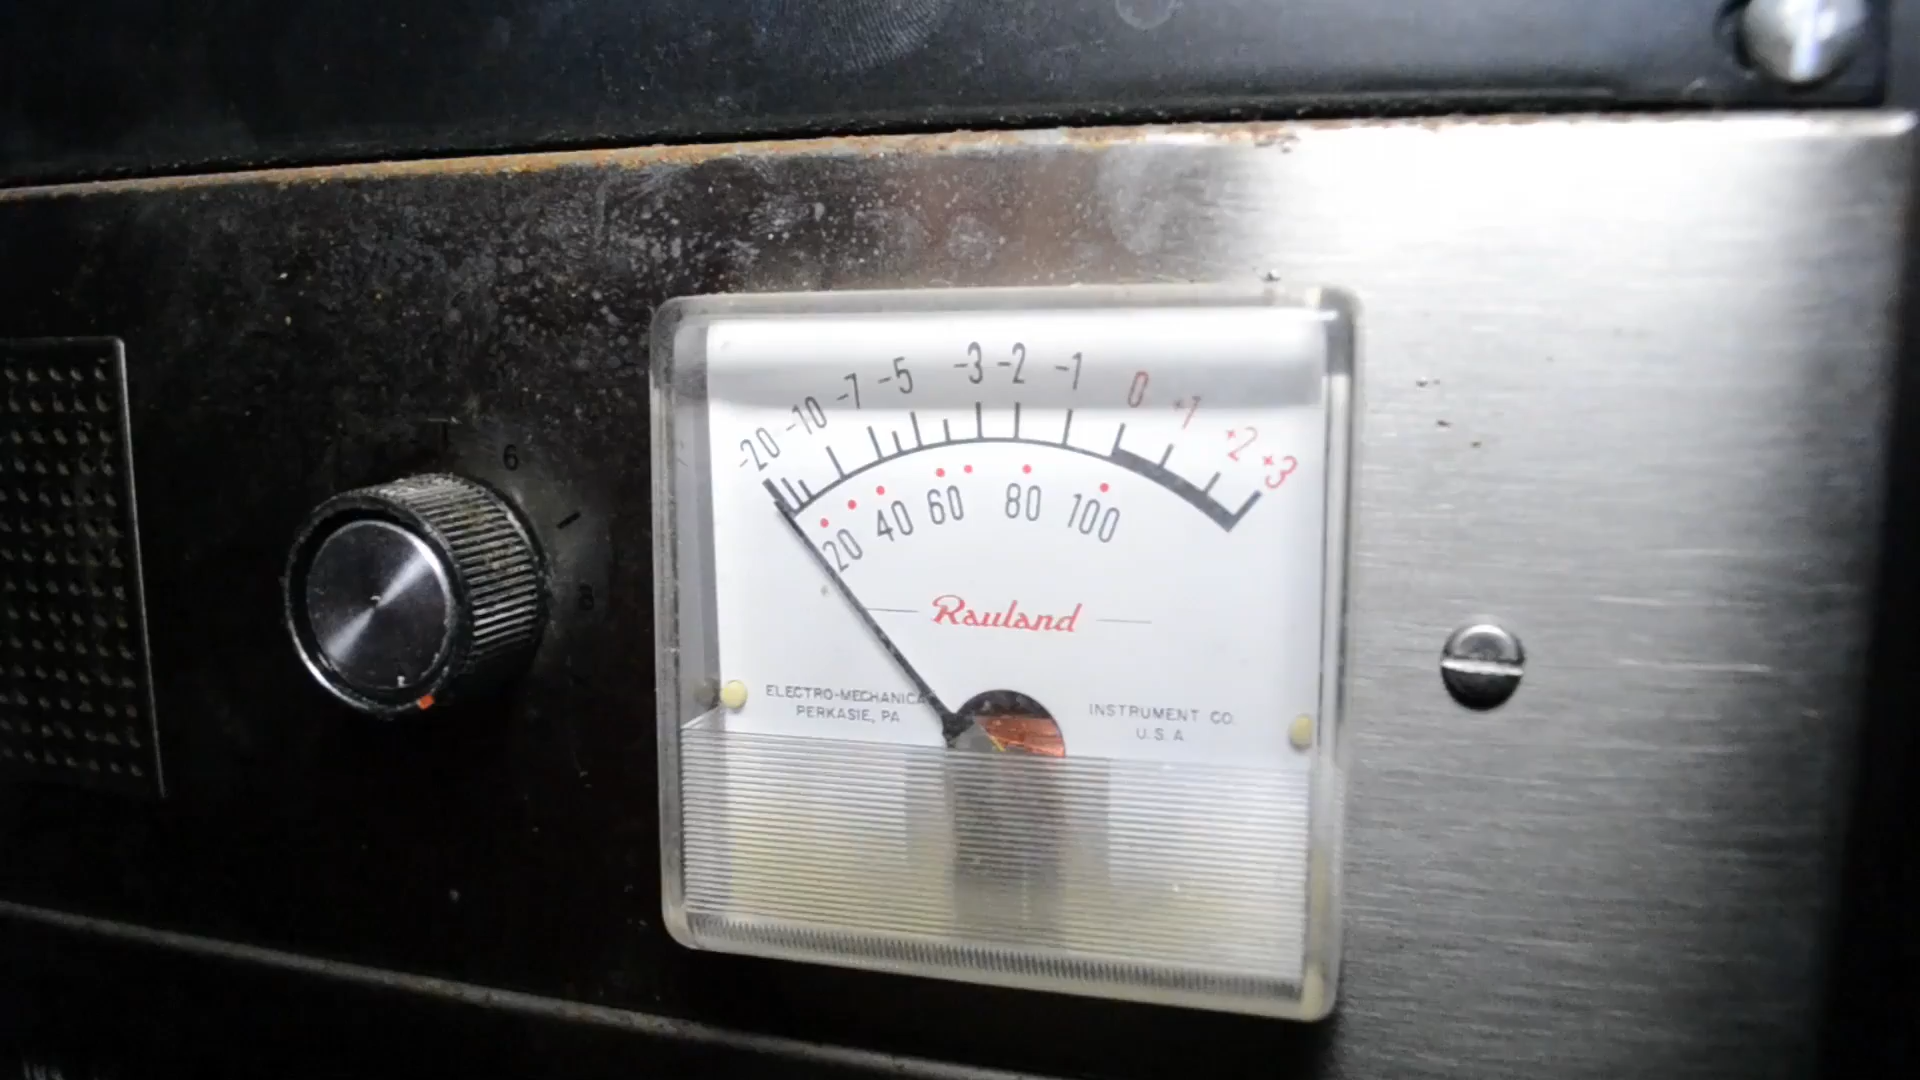 -20 -10 -7 -5 -3 -2 -1 0 +1 +2 +3
20 40 60 80 100
Rauland
ELECTRO-MECHANICA
PERKASIE, PA
INSTRUMENT CO.
U.S.A
6
8